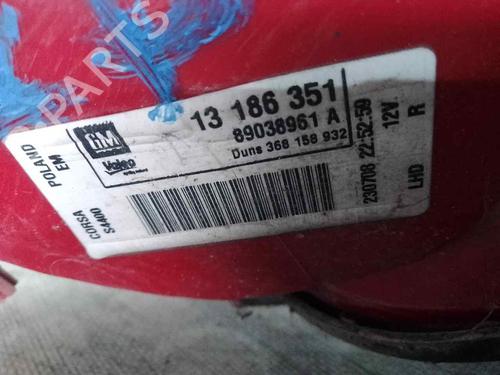 PARTS
GM
Valeo
13 186 351
89038961 A
Duns 368 158 932
POLAND
EMI
CORSA
S4400
230708 22:52:59
12V
LHD
R